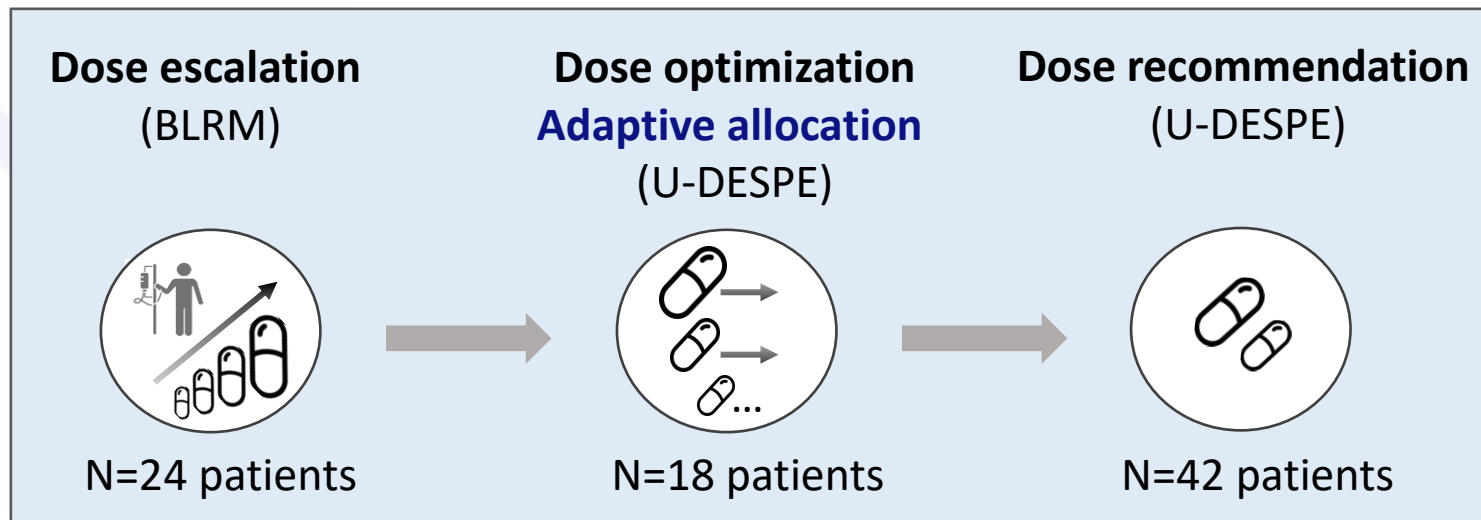 Dose escalation
(BLRM)
Dose optimization
Adaptive allocation
(U-DESPE)
Dose recommendation
(U-DESPE)
...
N=24 patients
N=18 patients
N=42 patients